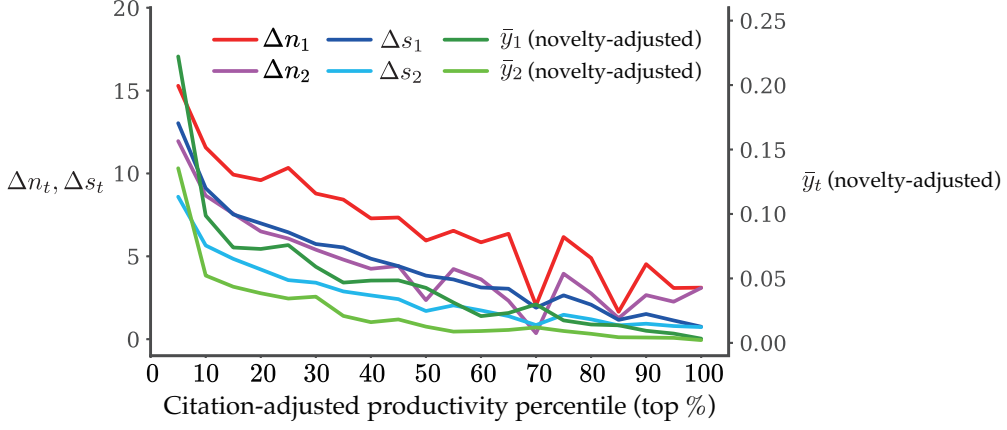 20
15
10
5
0
Δn₁ Δs₁ ȳ₁ (novelty-adjusted)
Δn₂ Δs₂ ȳ₂ (novelty-adjusted)
0.25
0.20
0.15
0.10
0.05
0.00
Δnₜ, Δsₜ
ȳₜ (novelty-adjusted)
0 10 20 30 40 50 60 70 80 90 100
Citation-adjusted productivity percentile (top %)